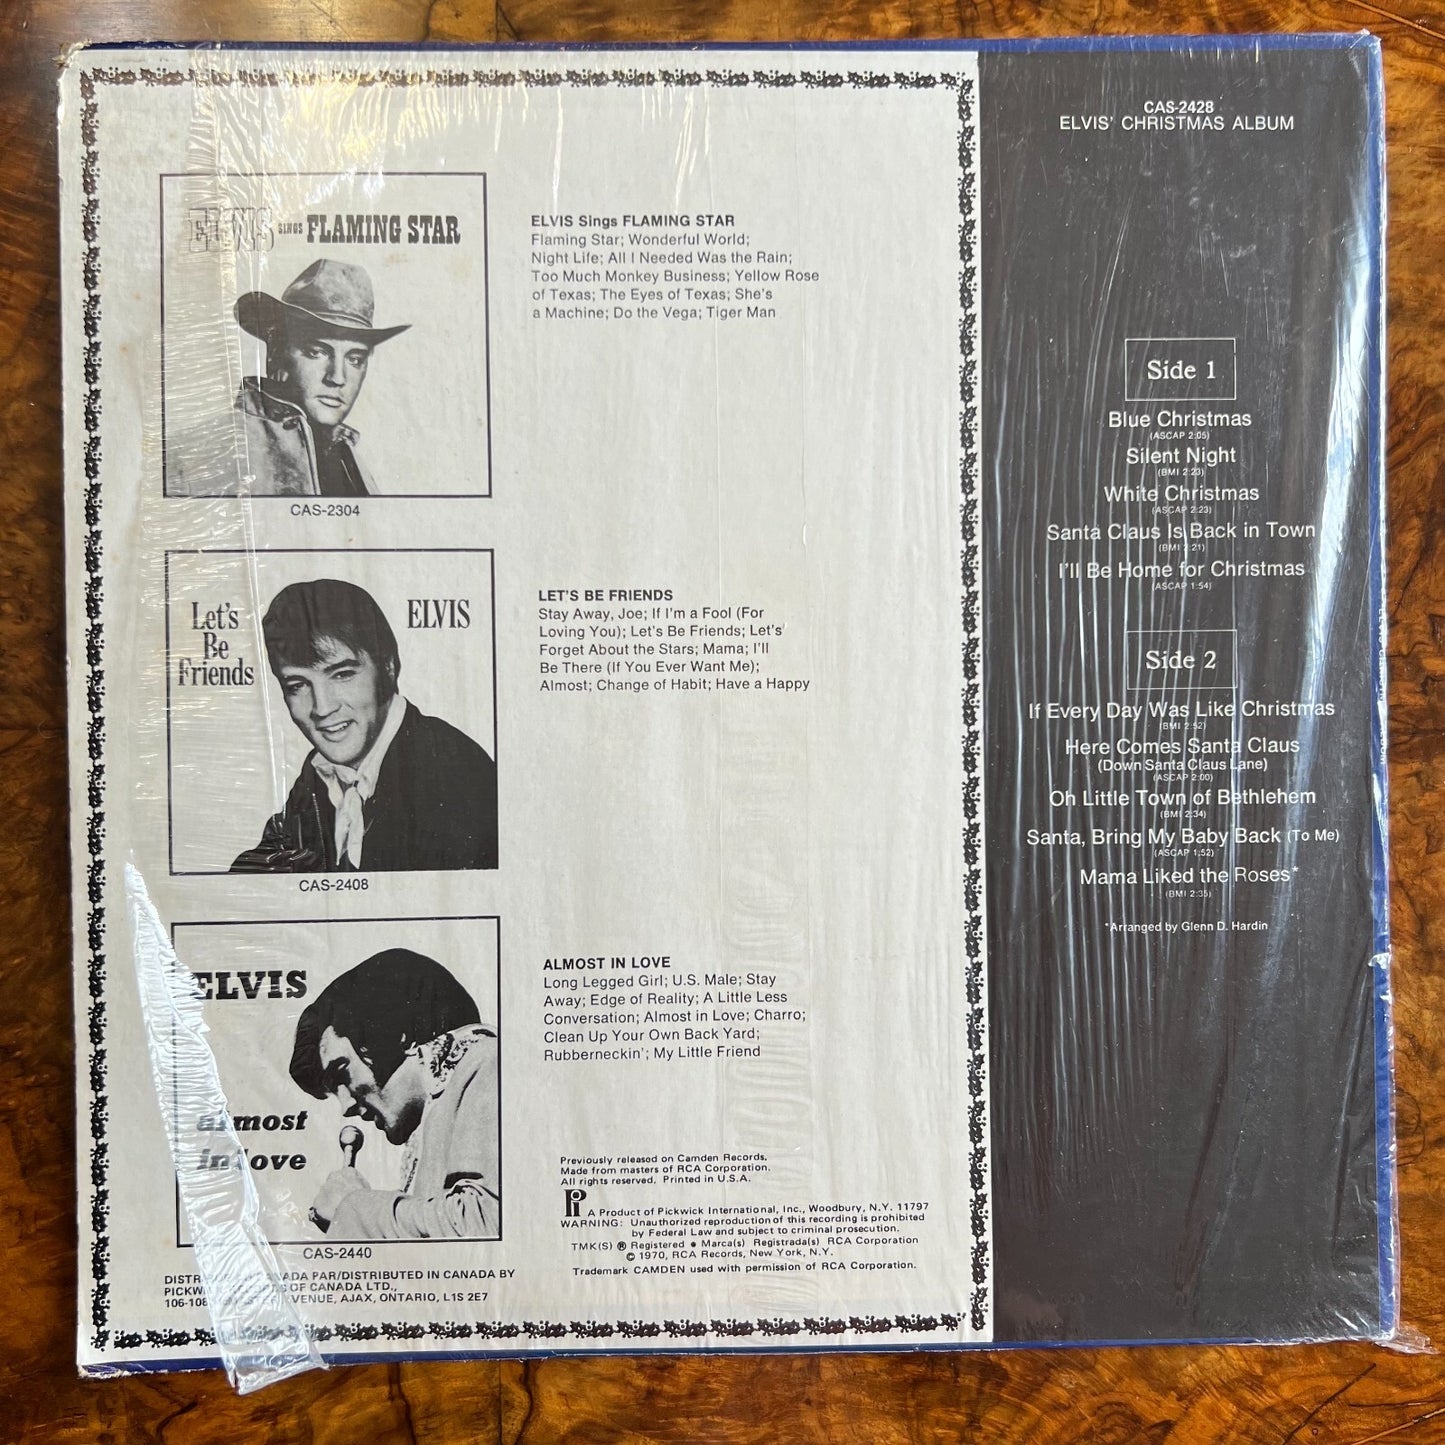 ELVIS SINGS FLAMING STAR
CAS-2304
ELVIS Sings FLAMING STAR
Flaming Star; Wonderful World;
Night Life; All I Needed Was the Rain;
Too Much Monkey Business; Yellow Rose
of Texas; The Eyes of Texas; She's
a Machine; Do the Vega; Tiger Man
Let's
Be
Friends
ELVIS
CAS-2408
LET'S BE FRIENDS
Stay Away, Joe; If I'm a Fool (For
Loving You); Let's Be Friends; Let's
Forget About the Stars; Mama; I'll
Be There (If You Ever Want Me);
Almost; Change of Habit; Have a Happy
ELVIS
almost
in love
CAS-2440
ALMOST IN LOVE
Long Legged Girl; U.S. Male; Stay
Away; Edge of Reality; A Little Less
Conversation; Almost in Love; Charro;
Clean Up Your Own Back Yard;
Rubberneckin'; My Little Friend
Previously released on Camden Records.
Made from masters of RCA Corporation.
All rights reserved. Printed in U.S.A.
A Product of Pickwick International, Inc., Woodbury, N.Y. 11797
WARNING: Unauthorized reproduction of this recording is prohibited
by Federal Law and subject to criminal prosecution.
TMK(S) ® Registered • Marca(s) Registrada(s) RCA Corporation
© 1970, RCA Records, New York, N.Y.
Trademark CAMDEN used with permission of RCA Corporation.
PAR/DISTRIBUTED IN CANADA BY
OF CANADA LTD.,
AJAX, ONTARIO, L1S 2E7
CAS-2428
ELVIS' CHRISTMAS ALBUM
Side 1
Blue Christmas
(ASCAP 2:05)
Silent Night
(BMI 2:23)
White Christmas
(ASCAP 2:23)
Santa Claus Is Back in Town
(BMI 2:21)
I'll Be Home for Christmas
(ASCAP 1:54)
Side 2
If Every Day Was Like Christmas
(BMI 2:52)
Here Comes Santa Claus
(Down Santa Claus Lane)
(ASCAP 2:00)
Oh Little Town of Bethlehem
(BMI 2:34)
Santa, Bring My Baby Back (To Me)
(ASCAP 1:52)
Mama Liked the Roses*
(BMI 2:35)
*Arranged by Glenn D. Hardin